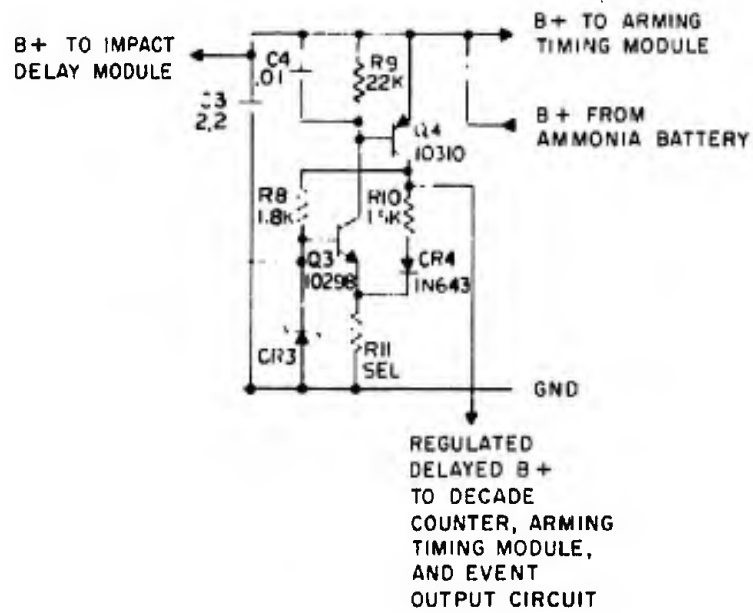 B+ TO IMPACT
DELAY MODULE
B+ TO ARMING
TIMING MODULE
B+ FROM
AMMONIA BATTERY
C4
.01
R9
22K
2.2
10310
R8
1.8K
R10
Q3
10298
CR4
1N643
CR3
R11
SEL
GND
REGULATED
DELAYED B+
TO DECADE
COUNTER, ARMING
TIMING MODULE,
AND EVENT
OUTPUT CIRCUIT